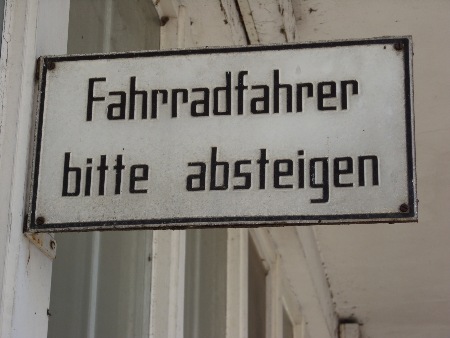 Fahrradfahrer
bitte absteigen